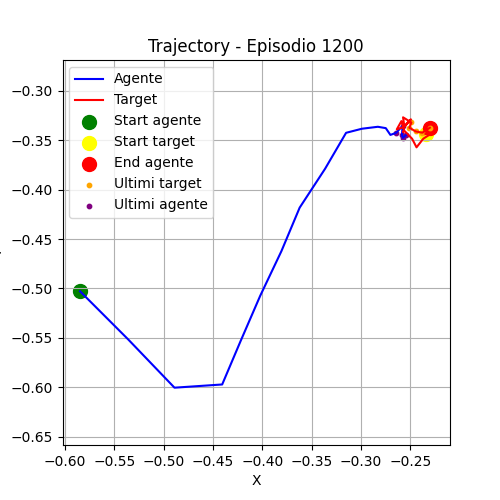 Trajectory - Episodio 1200
Agente
Target
Start agente
Start target
End agente
Ultimi target
Ultimi agente
−0.30
−0.35
−0.40
−0.45
−0.50
−0.55
−0.60
−0.65
−0.60 −0.55 −0.50 −0.45 −0.40 −0.35 −0.30 −0.25
X